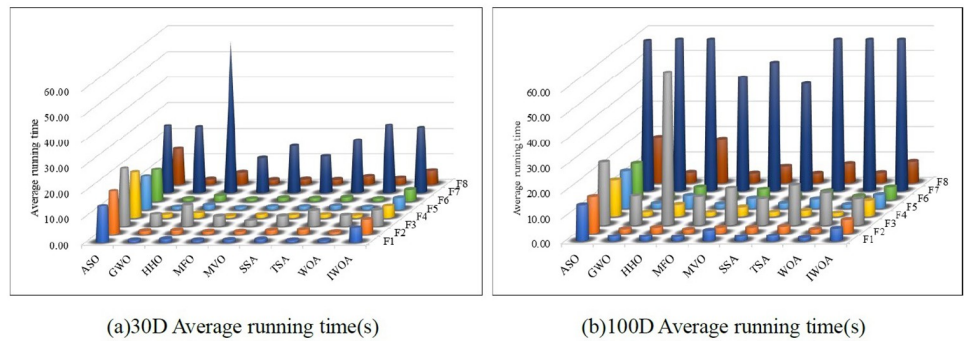 60.00
50.00
40.00
30.00
20.00
10.00
0.00
Average running time
ASO
GWO
HHO
MFO
MVO
SSA
TSA
WOA
IWOA
F1
F2
F3
F4
F5
F6
F7
F8
(a)30D Average running time(s)
60.00
50.00
40.00
30.00
20.00
10.00
0.00
Average running time
ASO
GWO
HHO
MFO
MVO
SSA
TSA
WOA
IWOA
F1
F2
F3
F4
F5
F6
F7
F8
(b)100D Average running time(s)